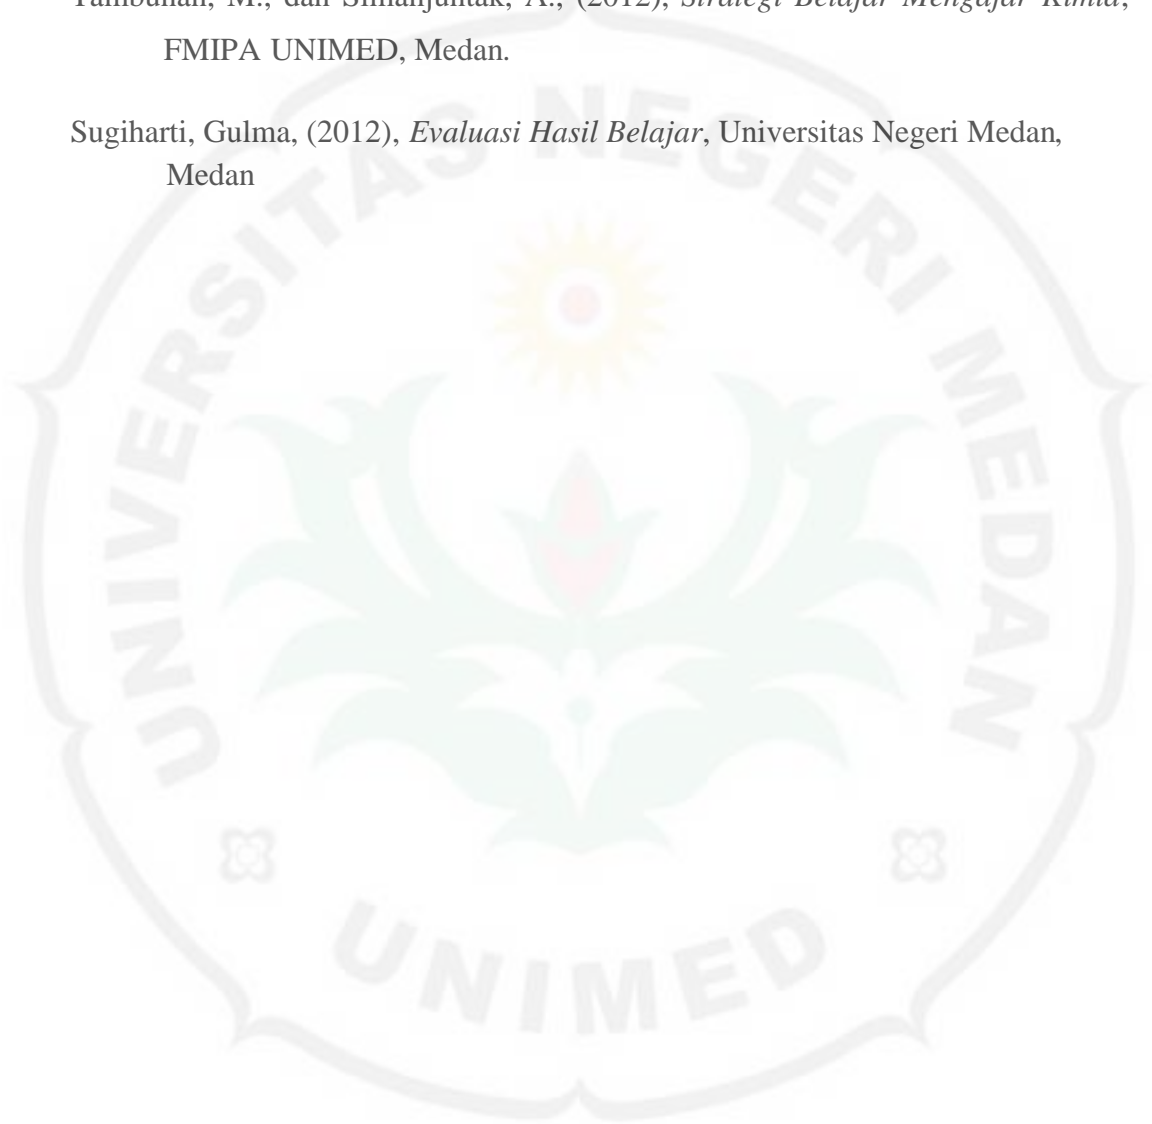 Tambunan, M., dan Simanjuntak, A., (2012), Strategi Belajar Mengajar Kimia,
FMIPA UNIMED, Medan.
Sugiharti, Gulma, (2012), Evaluasi Hasil Belajar, Universitas Negeri Medan,
Medan
UNIVERSITAS NEGERI MEDAN
UNIMED